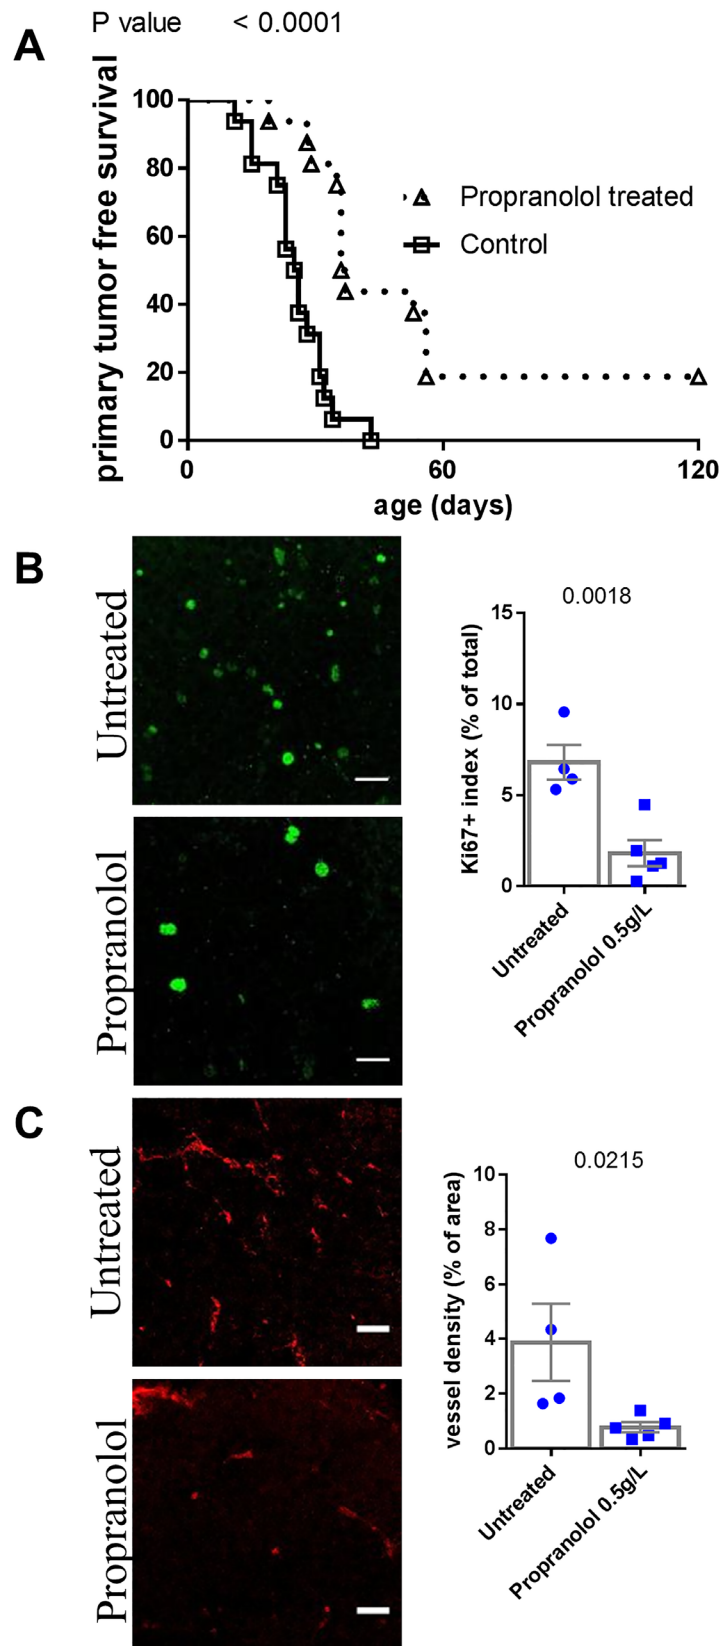 P value < 0.0001
A
primary tumor free survival
100
80
60
40
20
0
0 60 120
age (days)
Propranolol treated
Control
B
Untreated
Propranolol
0.0018
Ki67+ index (% of total)
15
10
5
0
Untreated
Propranolol 0.5g/L
C
Untreated
Propranolol
0.0215
vessel density (% of area)
10
8
6
4
2
0
Untreated
Propranolol 0.5g/L